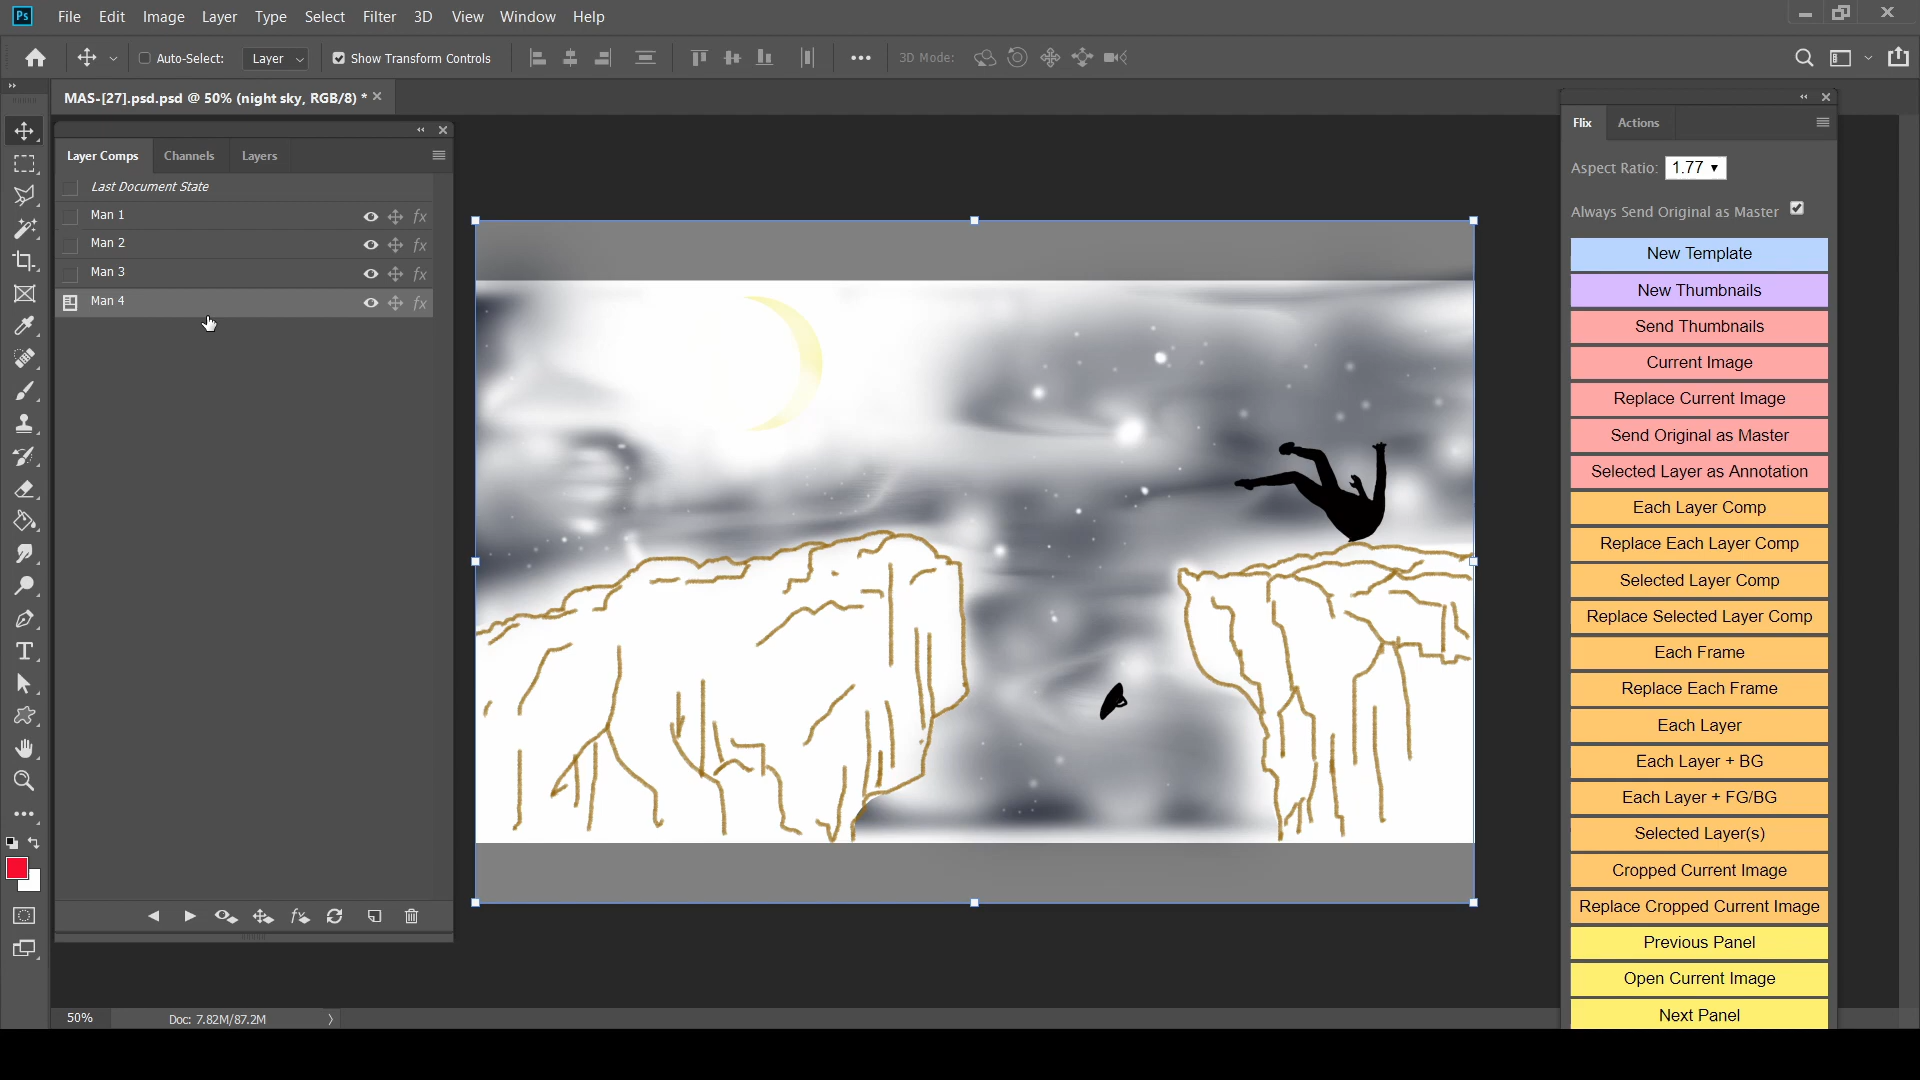 Ps File Edit Image Layer Type Select Filter 3D View Window Help
Auto-Select: Layer Show Transform Controls 3D Mode:
MAS-[27].psd.psd @ 50% (night sky, RGB/8) *
Layer Comps Channels Layers
Last Document State
Man 1 fx
Man 2 fx
Man 3 fx
Man 4 fx
50% Doc: 7.82M/87.2M
Flix Actions
Aspect Ratio: 1.77
Always Send Original as Master
New Template
New Thumbnails
Send Thumbnails
Current Image
Replace Current Image
Send Original as Master
Selected Layer as Annotation
Each Layer Comp
Replace Each Layer Comp
Selected Layer Comp
Replace Selected Layer Comp
Each Frame
Replace Each Frame
Each Layer
Each Layer + BG
Each Layer + FG/BG
Selected Layer(s)
Cropped Current Image
Replace Cropped Current Image
Previous Panel
Open Current Image
Next Panel